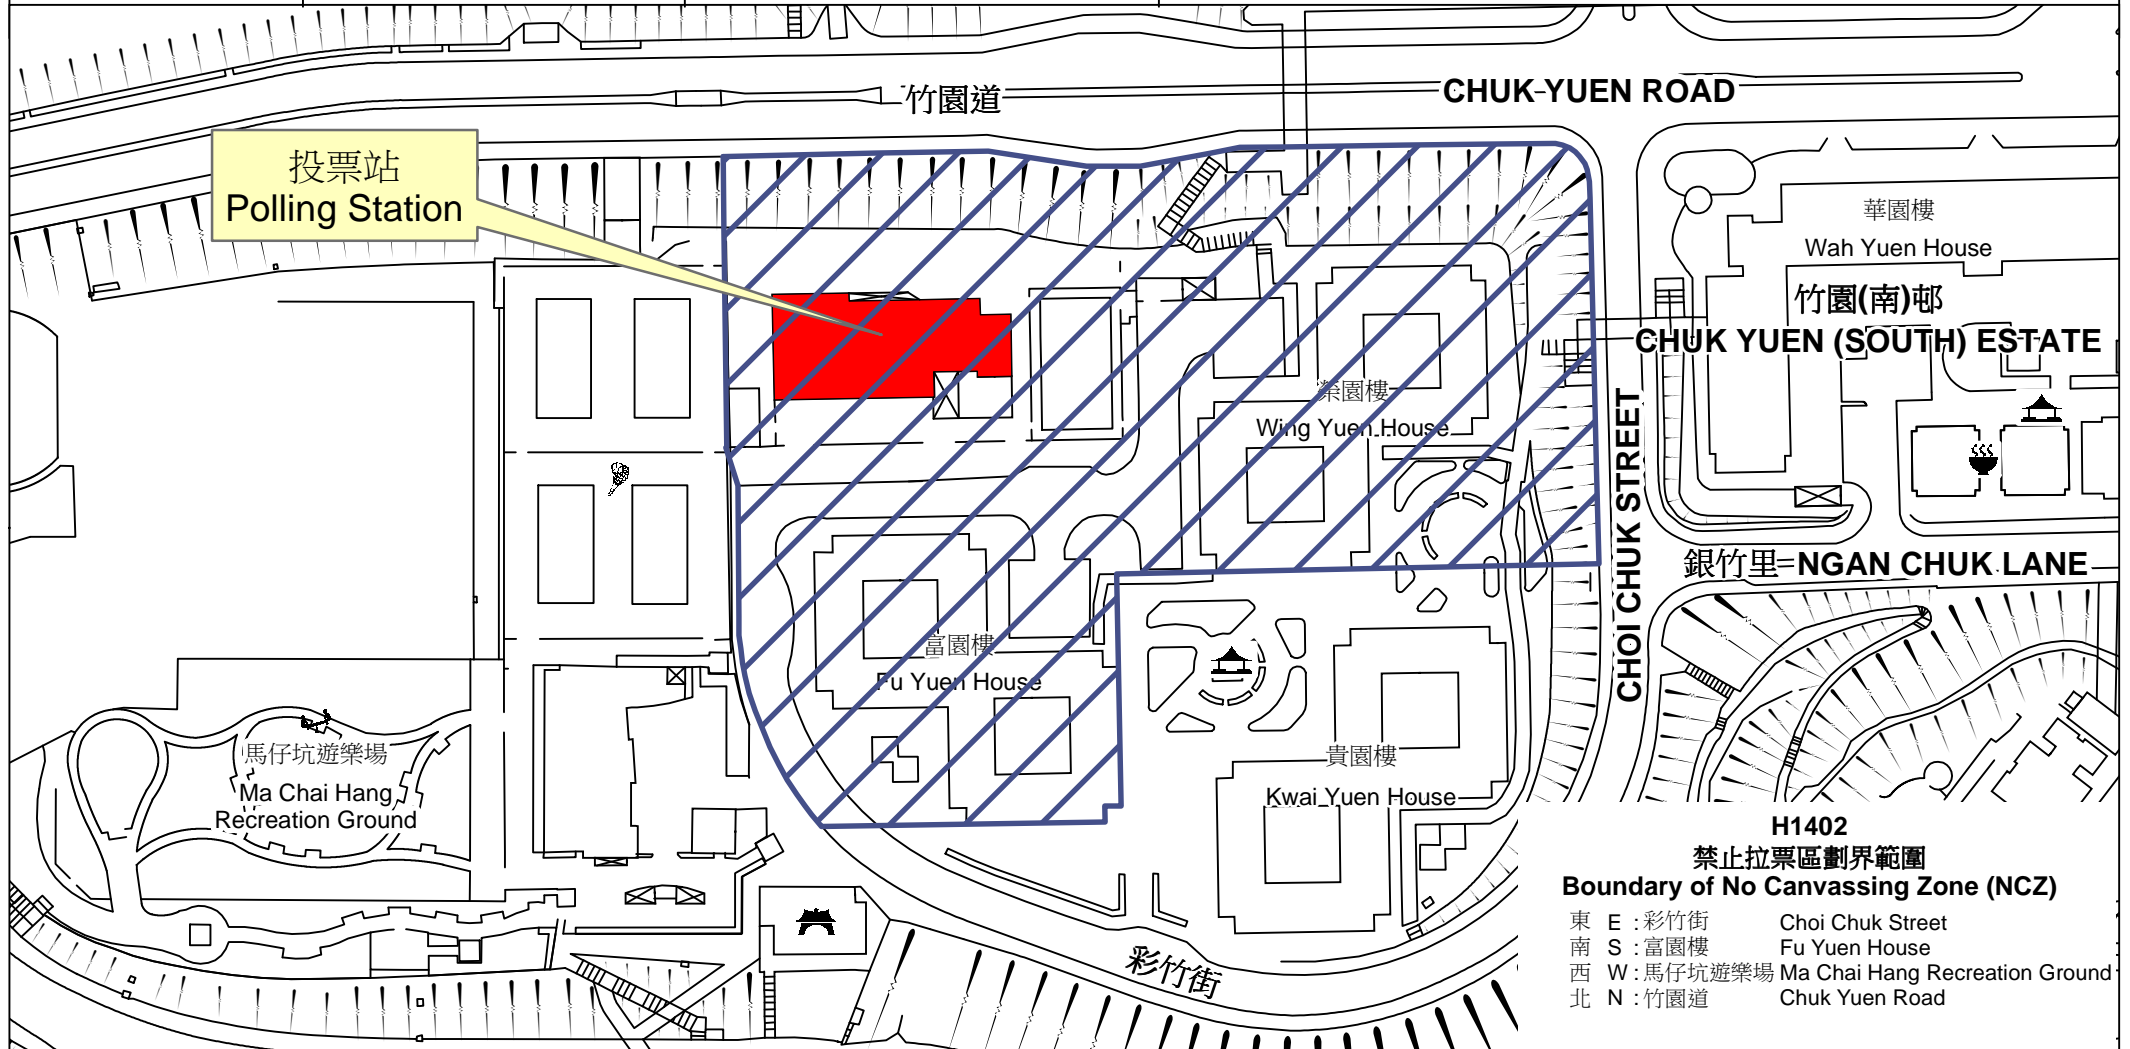 竹園道
CHUK YUEN ROAD
投票站
Polling Station
華園樓
Wah Yuen House
竹園(南)邨
CHUK YUEN (SOUTH) ESTATE
榮園樓
Wing Yuen House
CHOI CHUK STREET
銀竹里
NGAN CHUK LANE
富園樓
Fu Yuen House
馬仔坑遊樂場
Ma Chai Hang
Recreation Ground
貴園樓
Kwai Yuen House
彩竹街
H1402
禁止拉票區劃界範圍
Boundary of No Canvassing Zone (NCZ)
東 E : 彩竹街 Choi Chuk Street
南 S : 富園樓 Fu Yuen House
西 W : 馬仔坑遊樂場 Ma Chai Hang Recreation Ground
北 N : 竹園道 Chuk Yuen Road